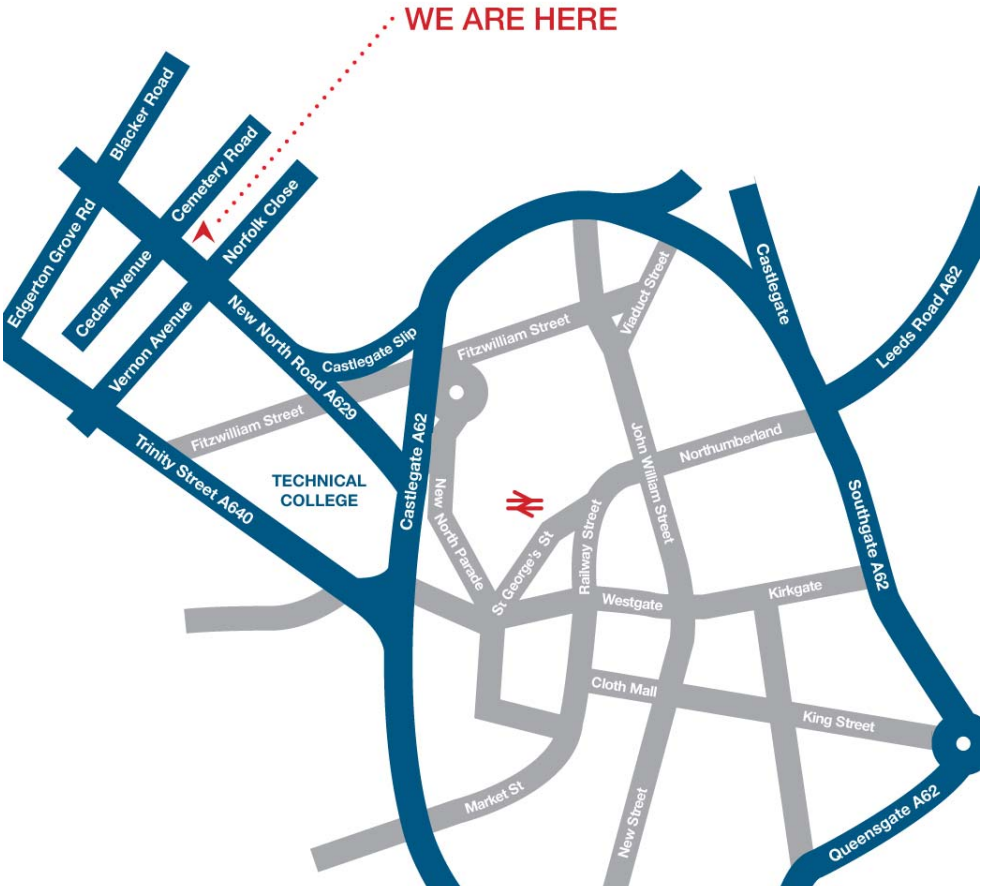 WE ARE HERE
Blacker Road
Cemetery Road
Norfolk Close
Edgerton Grove Rd
Cedar Avenue
Vernon Avenue
New North Road A629
Castlegate Slip
Fitzwilliam Street
Viaduct Street
Castlegate
Leeds Road A62
Fitzwilliam Street
Trinity Street A640
TECHNICAL
COLLEGE
Castlegate A62
New North Parade
St George's St
Railway Street
John William Street
Northumberland
Southgate A62
Westgate
Kirkgate
Cloth Mall
King Street
Market St
New Street
Queensgate A62